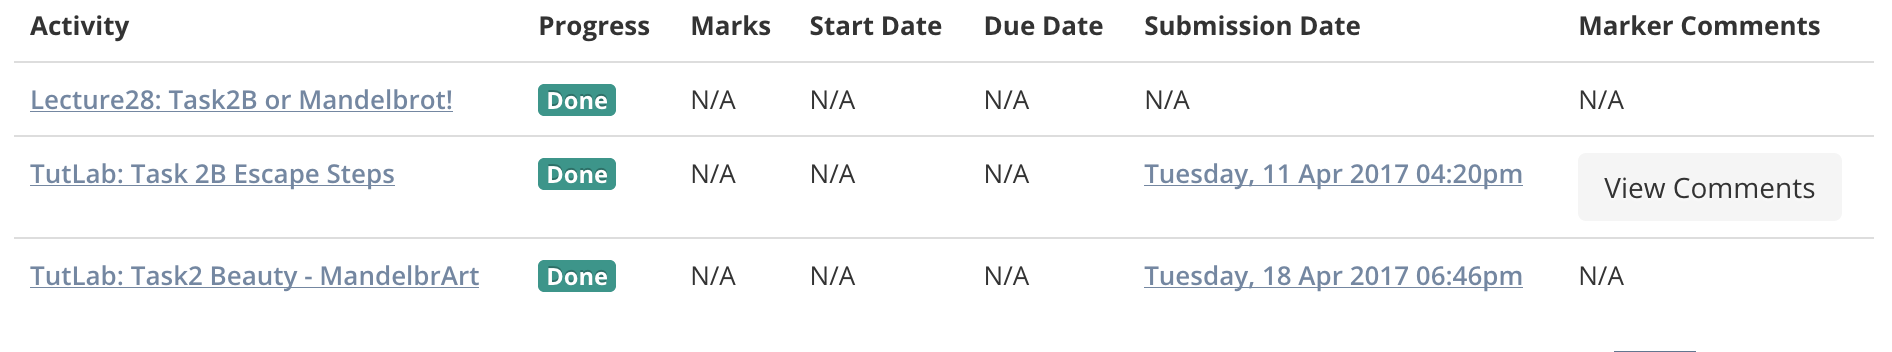 Activity Progress Marks Start Date Due Date Submission Date Marker Comments
Lecture28: Task2B or Mandelbrot! Done N/A N/A N/A N/A N/A
TutLab: Task 2B Escape Steps Done N/A N/A N/A Tuesday, 11 Apr 2017 04:20pm View Comments
TutLab: Task2 Beauty - MandelbrArt Done N/A N/A N/A Tuesday, 18 Apr 2017 06:46pm N/A